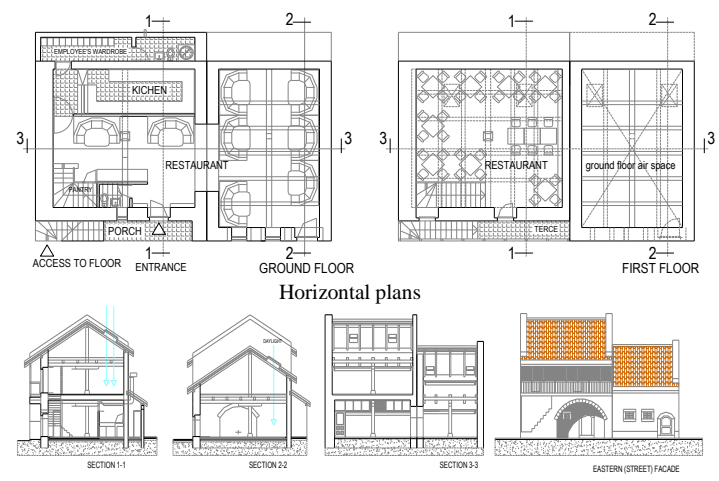 1 2 1 2
EMPLOYEE'S WARDROBE
KICHEN
3 3 3 3
RESTAURANT
RESTAURANT
ground floor air space
PANTRY
PORCH
TERCE
1 2 1 2
ACCESS TO FLOOR
ENTRANCE
GROUND FLOOR
FIRST FLOOR
Horizontal plans
DAYLIGHT
SECTION 1-1
SECTION 2-2
SECTION 3-3
EASTERN (STREET) FACADE